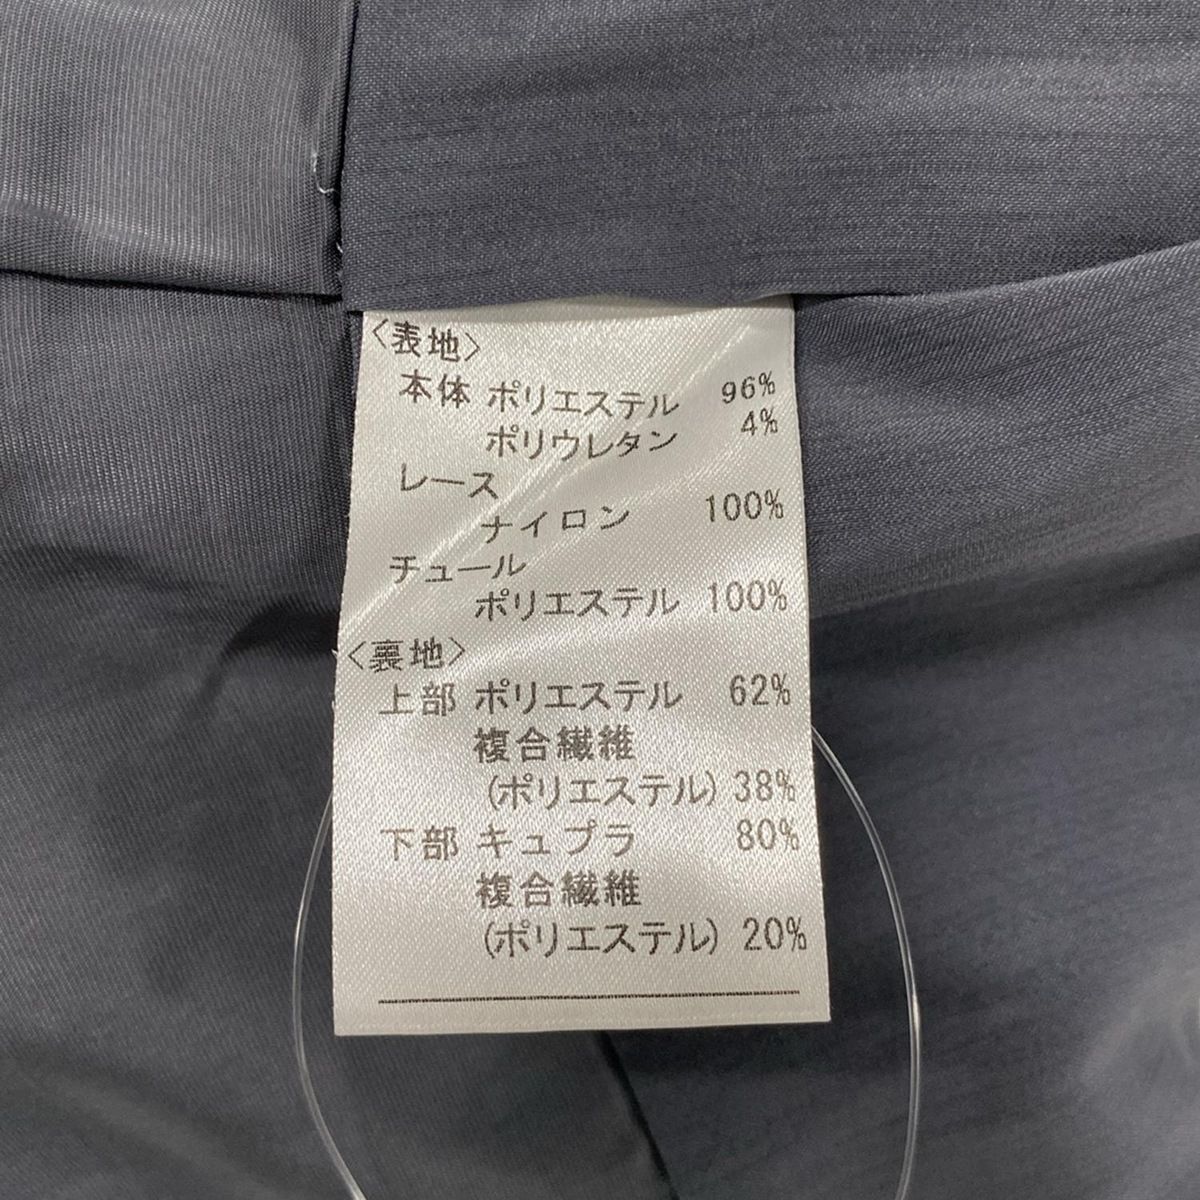 〈表地〉
本体 ポリエステル 96%
ポリウレタン 4%
レース
ナイロン 100%
チュール
ポリエステル 100%
〈裏地〉
上部 ポリエステル 62%
複合繊維
(ポリエステル) 38%
下部 キュプラ 80%
複合繊維
(ポリエステル) 20%